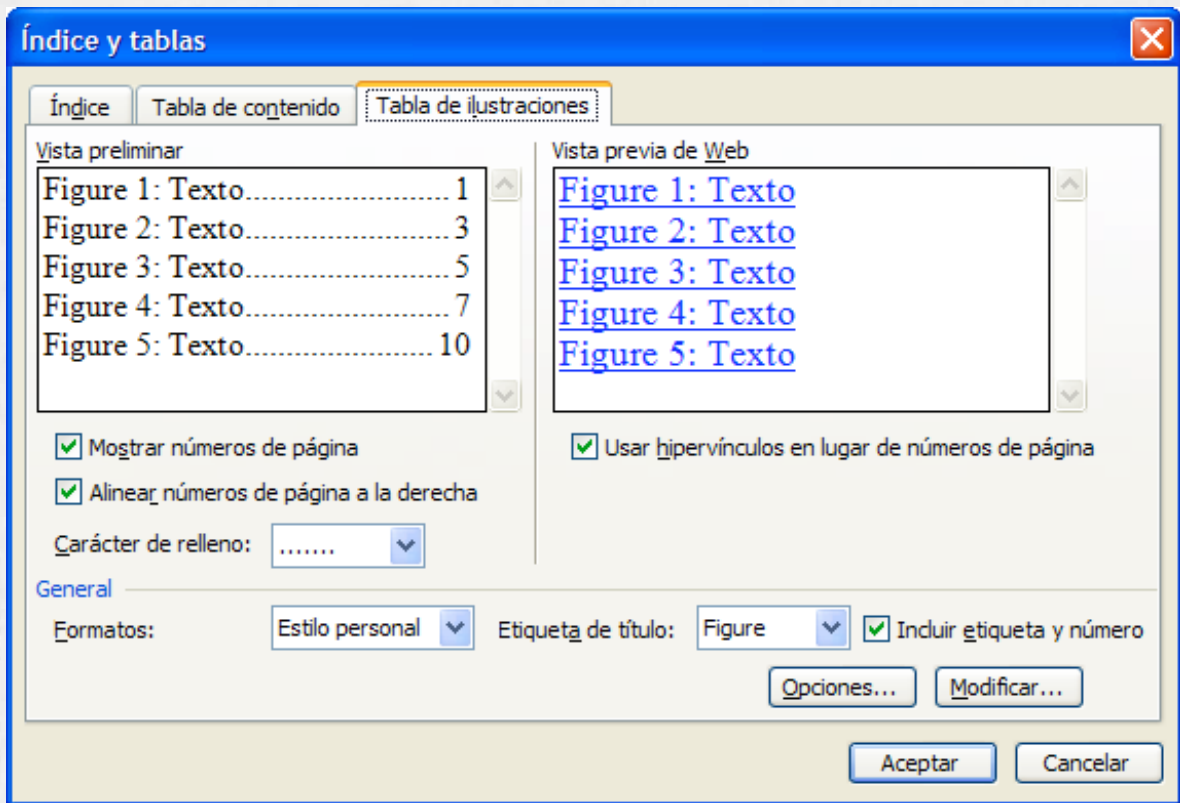 Índice y tablas
Índice
Tabla de contenido
Tabla de ilustraciones
Vista preliminar
Figure 1: Texto........................... 1
Figure 2: Texto........................... 3
Figure 3: Texto........................... 5
Figure 4: Texto........................... 7
Figure 5: Texto......................... 10
Vista previa de Web
Figure 1: Texto
Figure 2: Texto
Figure 3: Texto
Figure 4: Texto
Figure 5: Texto
Mostrar números de página
Alinear números de página a la derecha
Carácter de relleno: .......
Usar hipervínculos en lugar de números de página
General
Formatos: Estilo personal
Etiqueta de título: Figure
Incluir etiqueta y número
Opciones...
Modificar...
Aceptar
Cancelar